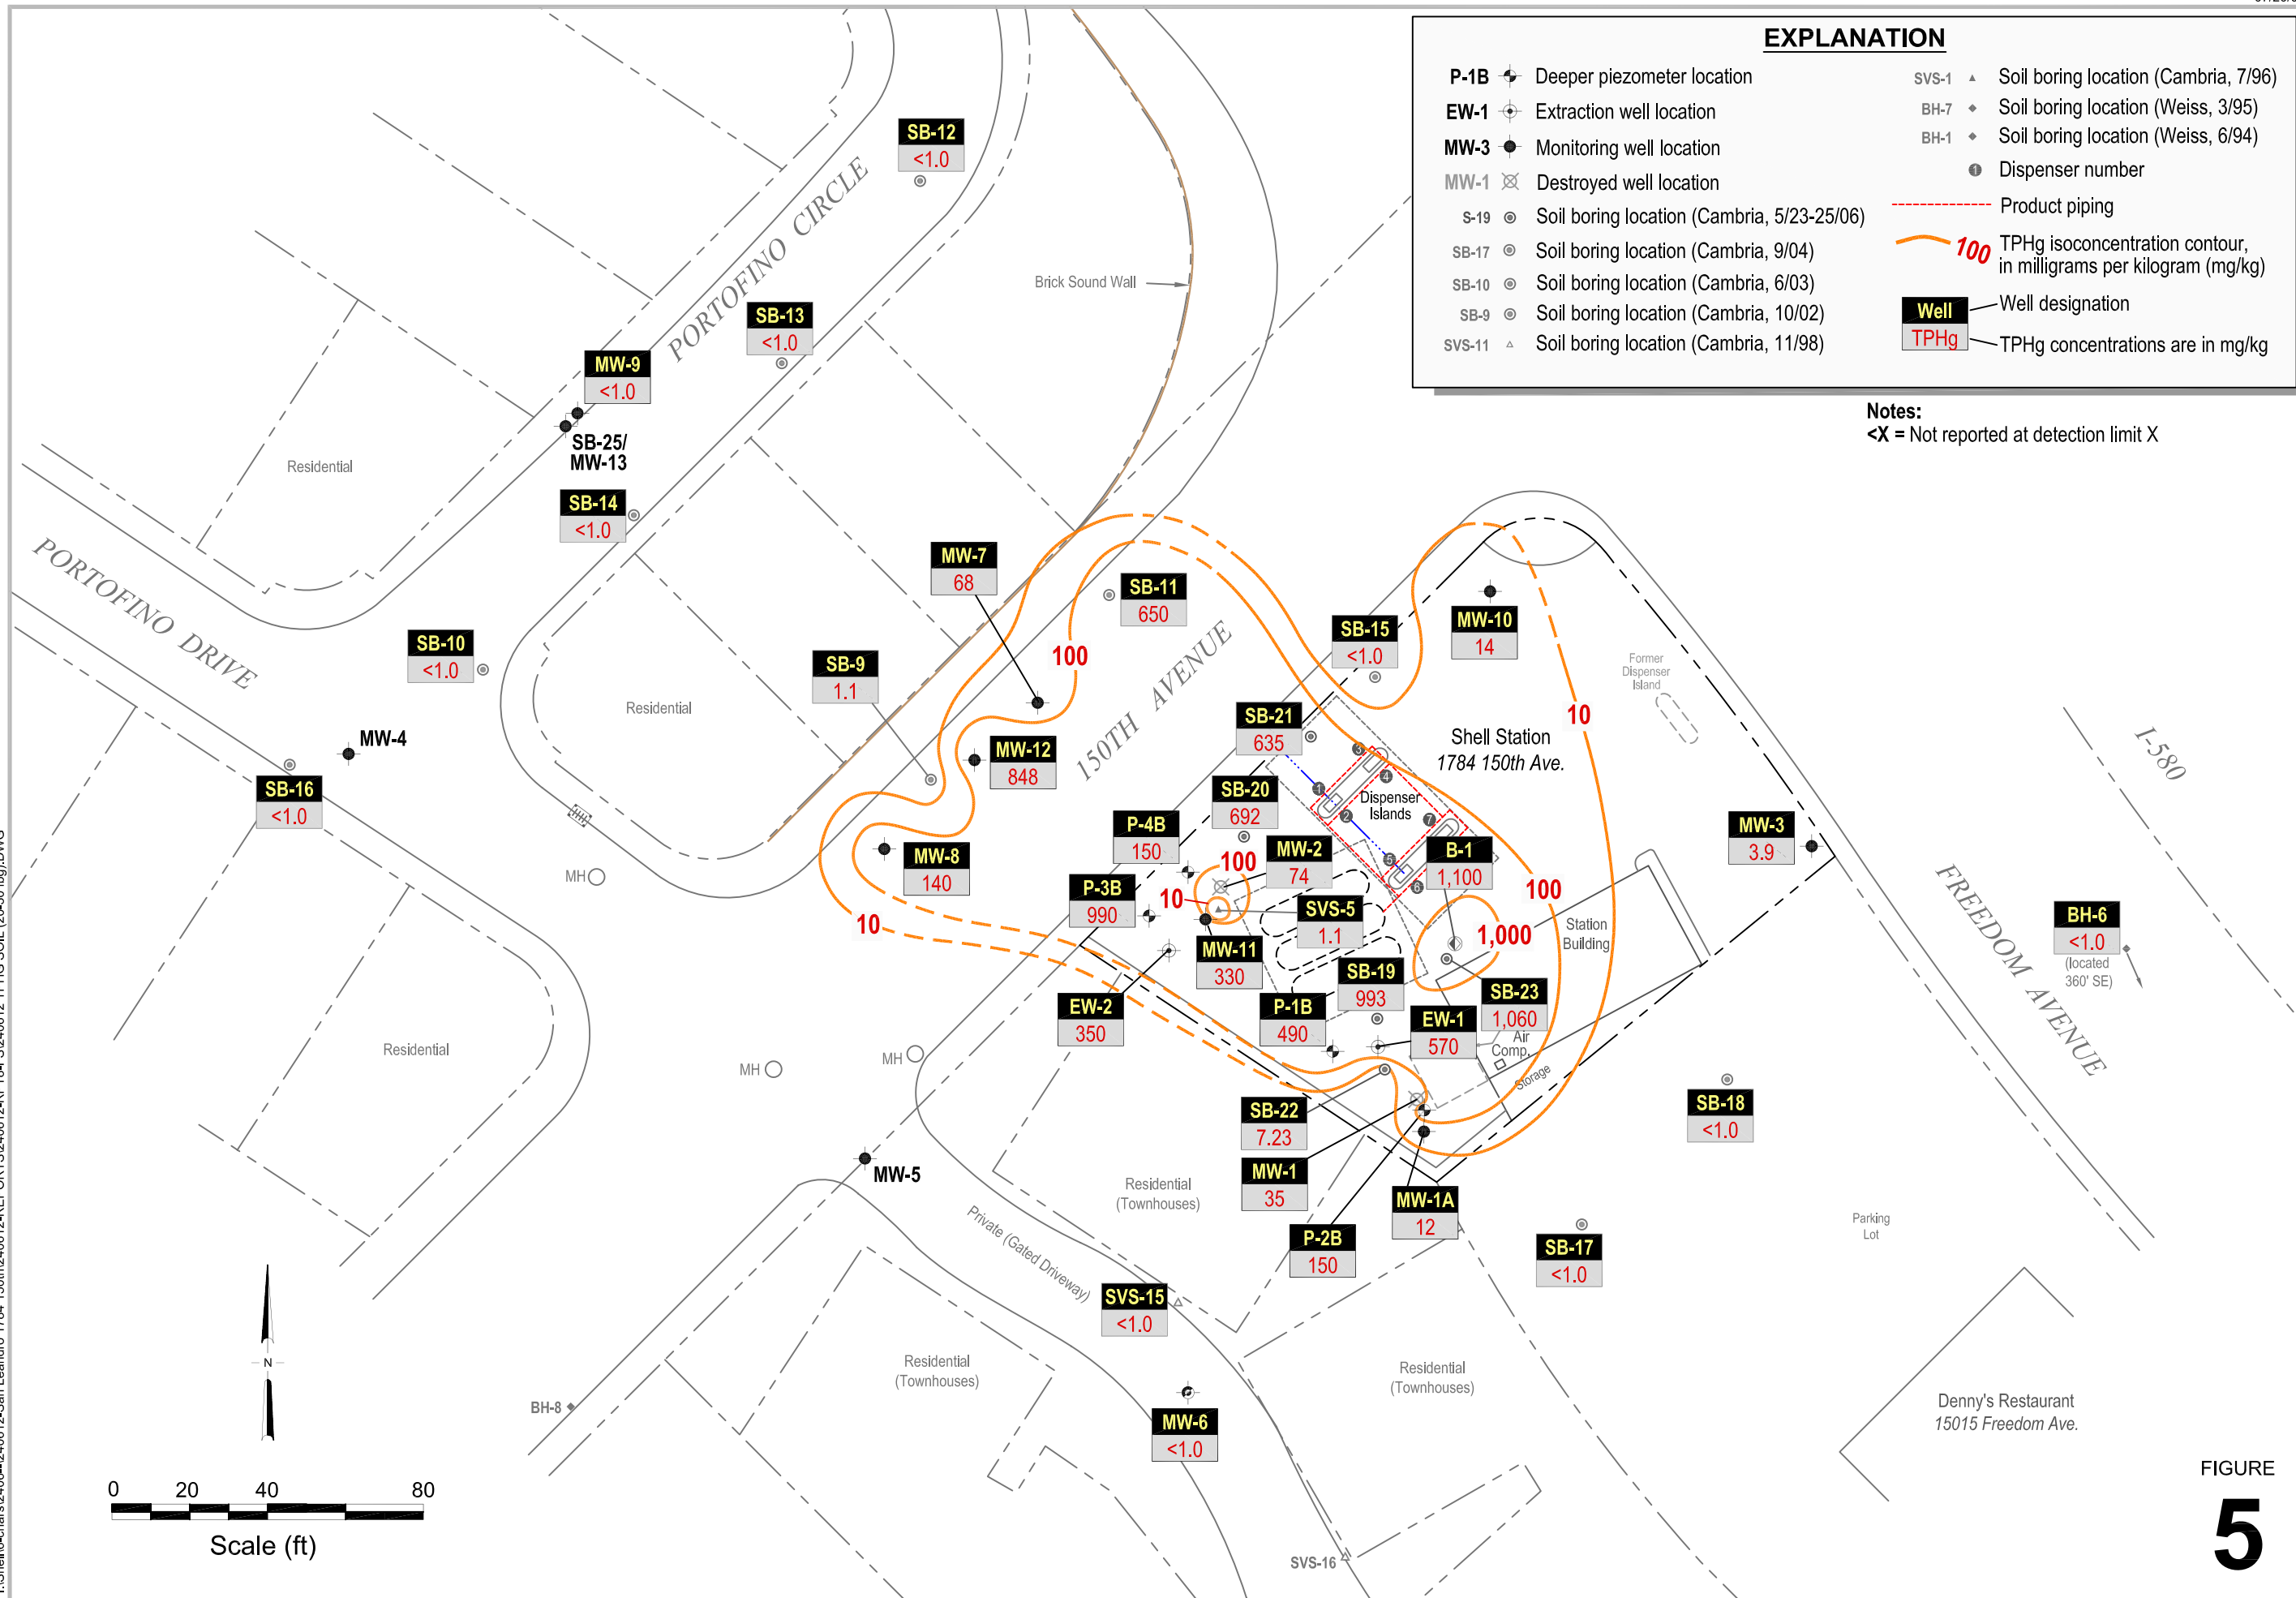 EXPLANATION
P-1B Deeper piezometer location
EW-1 Extraction well location
MW-3 Monitoring well location
MW-1 Destroyed well location
S-19 Soil boring location (Cambria, 5/23-25/06)
SB-17 Soil boring location (Cambria, 9/04)
SB-10 Soil boring location (Cambria, 6/03)
SB-9 Soil boring location (Cambria, 10/02)
SVS-11 Soil boring location (Cambria, 11/98)
SVS-1 Soil boring location (Cambria, 7/96)
BH-7 Soil boring location (Weiss, 3/95)
BH-1 Soil boring location (Weiss, 6/94)
1 Dispenser number
Product piping
100 TPHg isoconcentration contour,
in milligrams per kilogram (mg/kg)
Well
TPHg
Well designation
TPHg concentrations are in mg/kg
Notes:
<X = Not reported at detection limit X
SB-12
<1.0
PORTOFINO CIRCLE
Brick Sound Wall
SB-13
<1.0
MW-9
<1.0
SB-25/
MW-13
Residential
SB-14
<1.0
PORTOFINO DRIVE
MW-7
68
SB-11
650
SB-15
<1.0
MW-10
14
SB-10
<1.0
SB-9
1.1
100
Former
Dispenser
Island
Residential
10
MW-4
SB-16
<1.0
MW-12
848
150TH AVENUE
SB-21
635
Shell Station
1784 150th Ave.
I-580
3
4
1
2
7
5
6
Dispenser
Islands
SB-20
692
P-4B
150
MW-2
74
B-1
1,100
MW-3
3.9
MW-8
140
MH
100
100
P-3B
990
10
SVS-5
1.1
1,000
Station
Building
FREEDOM AVENUE
BH-6
<1.0
(located
360' SE)
10
MW-11
330
SB-19
993
SB-23
1,060
EW-2
350
P-1B
490
EW-1
570
Air
Comp.
Storage
Residential
MH
MH
SB-22
7.23
SB-18
<1.0
MW-5
MW-1
35
Residential
(Townhouses)
MW-1A
12
P-2B
150
Private (Gated Driveway)
SB-17
<1.0
Parking
Lot
SVS-15
<1.0
N
Residential
(Townhouses)
Residential
(Townhouses)
BH-8
MW-6
<1.0
Denny's Restaurant
15015 Freedom Ave.
0 20 40 80
Scale (ft)
SVS-16
FIGURE
5